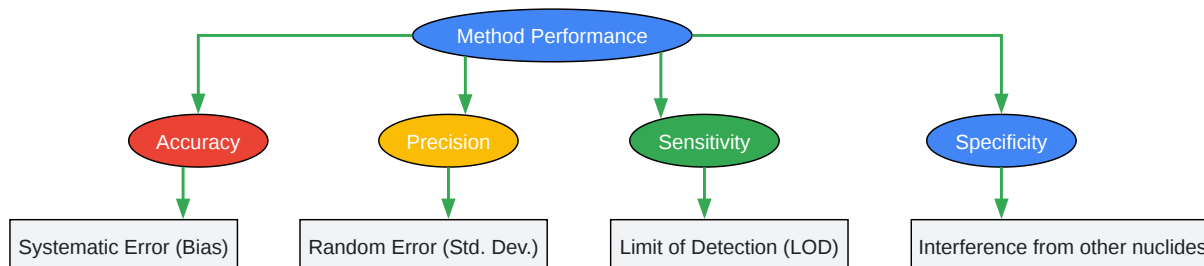 Method Performance
Accuracy
Precision
Sensitivity
Specificity
Systematic Error (Bias)
Random Error (Std. Dev.)
Limit of Detection (LOD)
Interference from other nuclides